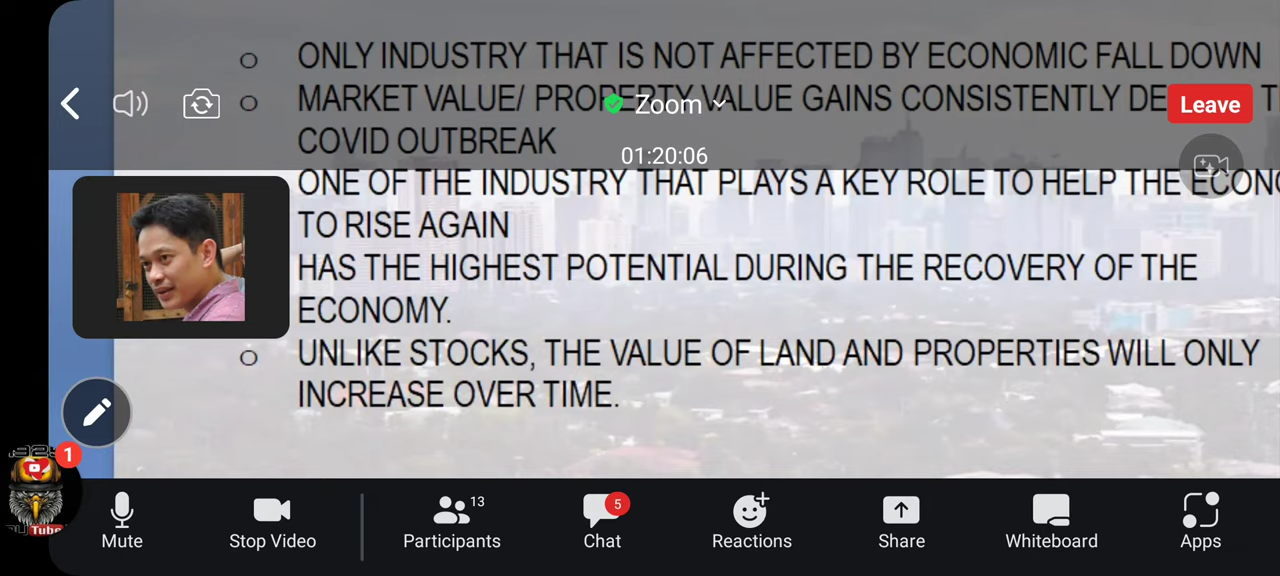 ONLY INDUSTRY THAT IS NOT AFFECTED BY ECONOMIC FALL DOWN
MARKET VALUE/ PROPERTY VALUE GAINS CONSISTENTLY
Zoom
Leave
COVID OUTBREAK
01:20:06
ONE OF THE INDUSTRY THAT PLAYS A KEY ROLE TO HELP THE
TO RISE AGAIN
HAS THE HIGHEST POTENTIAL DURING THE RECOVERY OF THE
ECONOMY.
UNLIKE STOCKS, THE VALUE OF LAND AND PROPERTIES WILL ONLY
INCREASE OVER TIME.
1
Tube
13
5
Mute
Stop Video
Participants
Chat
Reactions
Share
Whiteboard
Apps